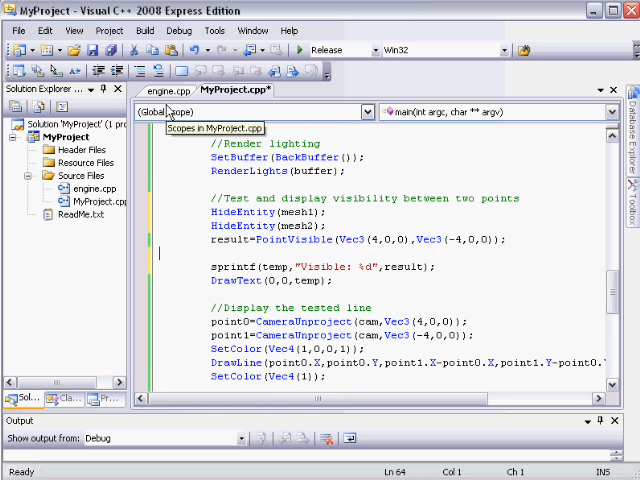 MyProject - Visual C++ 2008 Express Edition
File Edit View Project Build Debug Tools Window Help
Release Win32
Solution Explorer ...
engine.cpp MyProject.cpp*
(Global Scope) main(int argc, char ** argv)
Scopes in MyProject.cpp
Solution 'MyProject' (1 pro
MyProject
Header Files
Resource Files
Source Files
engine.cpp
MyProject.cpp
ReadMe.txt
//Render lighting
SetBuffer(BackBuffer());
RenderLights(buffer);
//Test and display visibility between two points
HideEntity(mesh1);
HideEntity(mesh2);
result=PointVisible(Vec3(4,0,0),Vec3(-4,0,0));
sprintf(temp,"Visible: %d",result);
DrawText(0,0,temp);
//Display the tested line
point0=CameraUnproject(cam,Vec3(4,0,0));
point1=CameraUnproject(cam,Vec3(-4,0,0));
SetColor(Vec4(1,0,0,1));
DrawLine(point0.X,point0.Y,point1.X-point0.X,point1.Y-point0.Y
SetColor(Vec4(1));
Database Explorer
Toolbox
Sol... Cla... Pr...
Output
Show output from: Debug
Ready Ln 64 Col 1 Ch 1